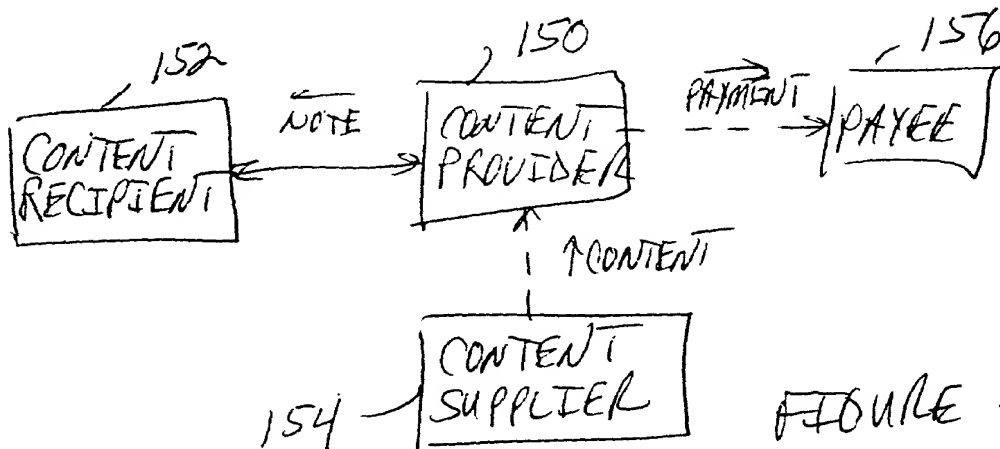 152
150
156
NOTE
PAYMENT
CONTENT
RECIPIENT
CONTENT
PROVIDER
PAYEE
↑CONTENT
CONTENT
SUPPLIER
154
FIGURE